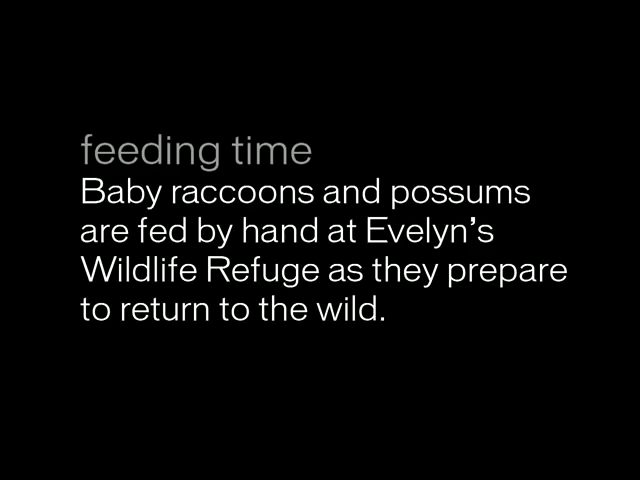 feeding time
Baby raccoons and possums
are fed by hand at Evelyn's
Wildlife Refuge as they prepare
to return to the wild.